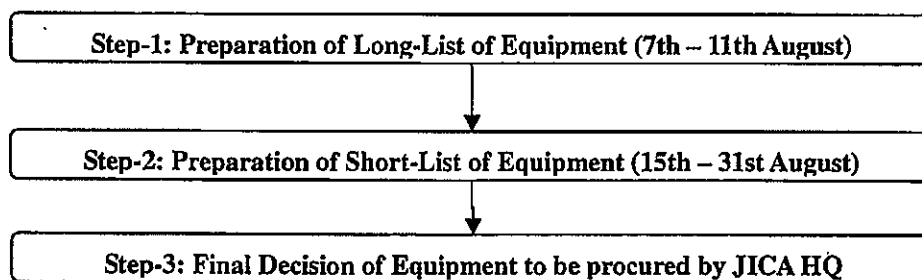 Step-1: Preparation of Long-List of Equipment (7th – 11th August)
Step-2: Preparation of Short-List of Equipment (15th – 31st August)
Step-3: Final Decision of Equipment to be procured by JICA HQ